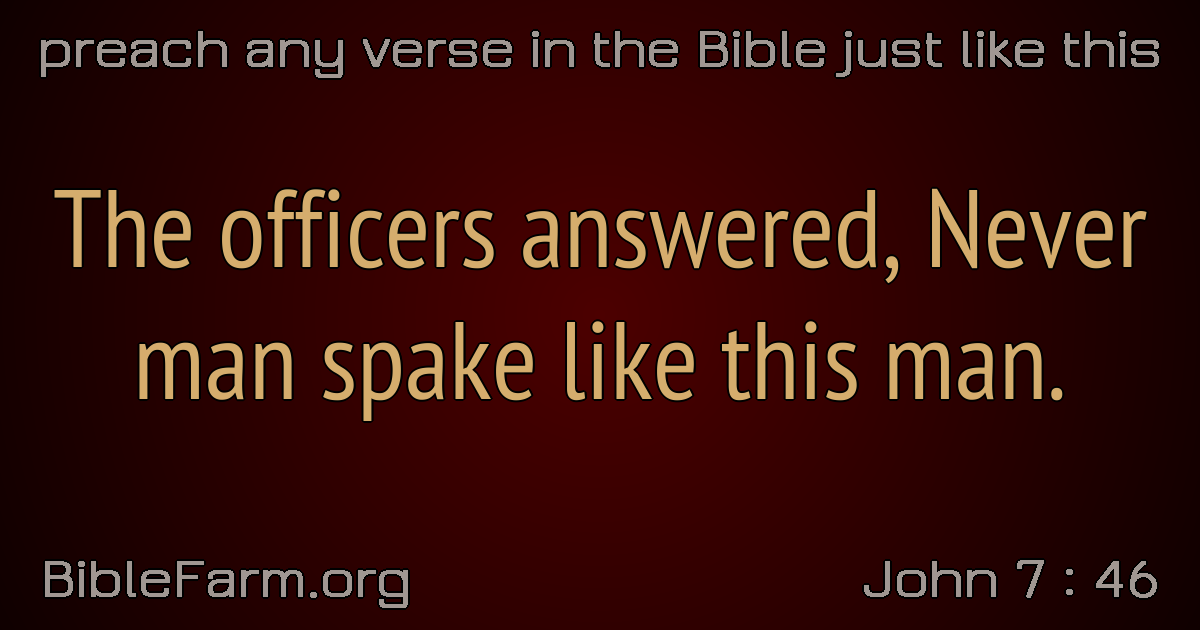 preach any verse in the Bible just like this
The officers answered, Never
man spake like this man.
BibleFarm.org
John 7 : 46